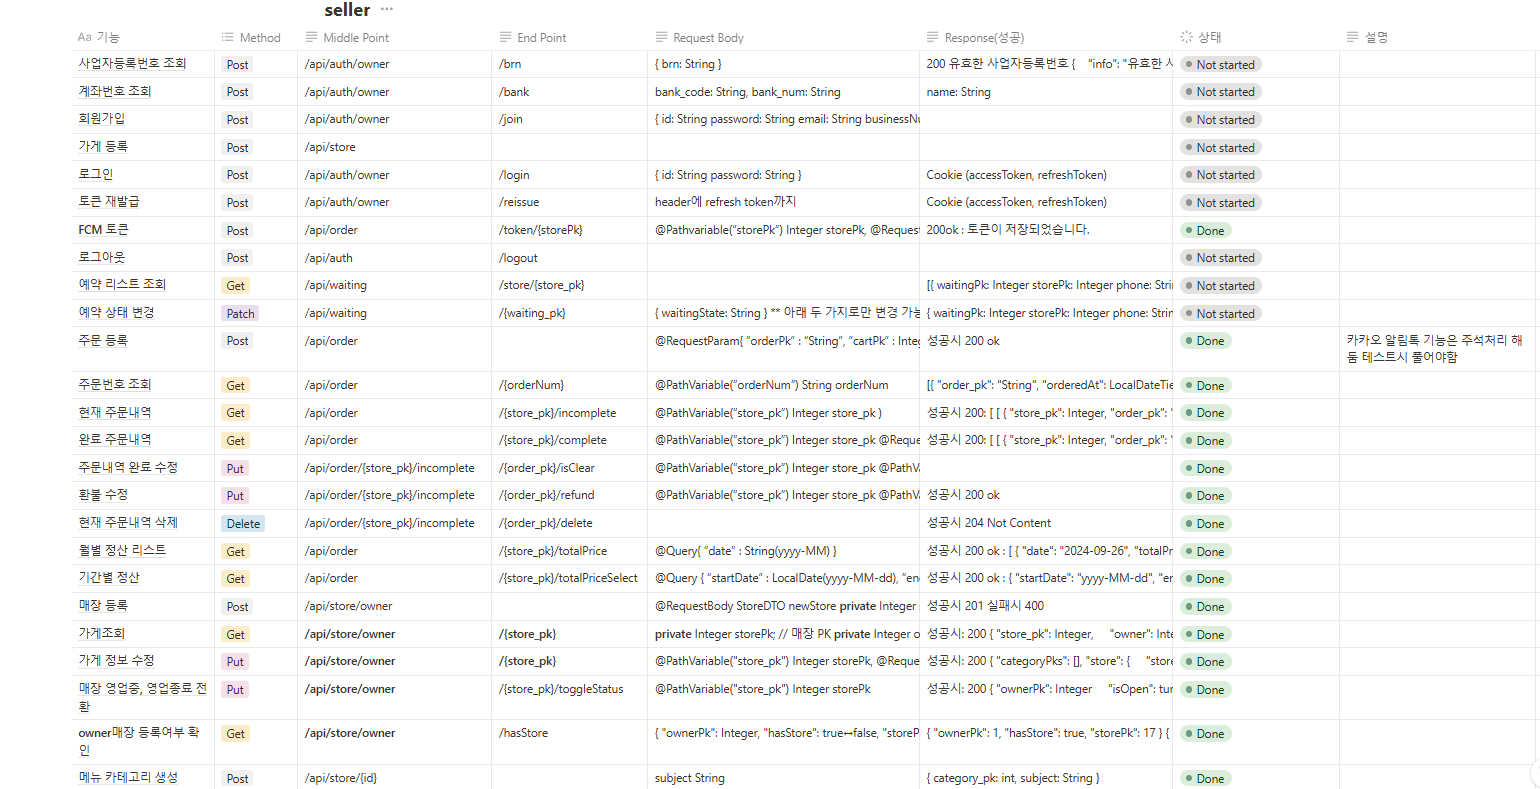 seller ···
Aa 기능 Method Middle Point End Point Request Body Response(성공) 상태 설명
사업자등록번호 조회 Post /api/auth/owner /brn { brn: String } 200 유효한 사업자등록번호 { "info": "유효한 Not started
계좌번호 조회 Post /api/auth/owner /bank bank_code: String, bank_num: String name: String Not started
회원가입 Post /api/auth/owner /join { id: String password: String email: String businessNu Not started
가게 등록 Post /api/store Not started
로그인 Post /api/auth/owner /login { id: String password: String } Cookie (accessToken, refreshToken) Not started
토큰 재발급 Post /api/auth/owner /reissue header에 refresh token까지 Cookie (accessToken, refreshToken) Not started
FCM 토큰 Post /api/order /token/{storePk} @Pathvariable("storePk") Integer storePk, @Request 200ok : 토큰이 저장되었습니다. Done
로그아웃 Post /api/auth /logout Not started
예약 리스트 조회 Get /api/waiting /store/{store_pk} [{ waitingPk: Integer storePk: Integer phone: Strin Not started
예약 상태 변경 Patch /api/waiting /{waiting_pk} { waitingState: String } ** 아래 두 가지로만 변경 가능 { waitingPk: Integer storePk: Integer phone: String Not started
주문 등록 Post /api/order @RequestParam{ "orderPk" : "String", "cartPk" : Integ 성공시 200 ok Done 카카오 알림톡 기능은 주석처리 해
둠 테스트시 풀어야함
주문번호 조회 Get /api/order /{orderNum} @PathVariable("orderNum") String orderNum [{ "order_pk": "String", "orderedAt": LocalDateTie Done
현재 주문내역 Get /api/order /{store_pk}/incomplete @PathVariable("store_pk") Integer store_pk ) 성공시 200: [ [ { "store_pk": Integer, "order_pk": " Done
완료 주문내역 Get /api/order /{store_pk}/complete @PathVariable("store_pk") Integer store_pk @Reque 성공시 200: [ [ { "store_pk": Integer, "order_pk": " Done
주문내역 완료 수정 Put /api/order/{store_pk}/incomplete /{order_pk}/isClear @PathVariable("store_pk") Integer store_pk @PathVa Done
환불 수정 Put /api/order/{store_pk}/incomplete /{order_pk}/refund @PathVariable("store_pk") Integer store_pk @PathVa 성공시 200 ok Done
현재 주문내역 삭제 Delete /api/order/{store_pk}/incomplete /{order_pk}/delete 성공시 204 Not Content Done
월별 정산 리스트 Get /api/order /{store_pk}/totalPrice @Query{ "date" : String(yyyy-MM) } 성공시 200 ok : [ { "date": "2024-09-26", "totalPr Done
기간별 정산 Get /api/order /{store_pk}/totalPriceSelect @Query { "startDate" : LocalDate(yyyy-MM-dd), "en 성공시 200 ok : { "startDate": "yyyy-MM-dd", "en Done
매장 등록 Post /api/store/owner @RequestBody StoreDTO newStore private Integer 성공시 201 실패시 400 Done
가게조회 Get /api/store/owner /{store_pk} private Integer storePk; // 매장 PK private Integer o 성공시: 200 { "store_pk": Integer, "owner": Inte Done
가게 정보 수정 Put /api/store/owner /{store_pk} @PathVariable("store_pk") Integer storePk, @Reque 성공시: 200 { "categoryPks": [], "store": { "store Done
매장 영업중, 영업종료 전
환 Put /api/store/owner /{store_pk}/toggleStatus @PathVariable("store_pk") Integer storePk 성공시: 200 { "ownerPk": Integer "isOpen": tur Done
owner매장 등록여부 확
인 Get /api/store/owner /hasStore { "ownerPk": Integer, "hasStore": true↔false, "storeP { "ownerPk": 1, "hasStore": true, "storePk": 17 } { Done
메뉴 카테고리 생성 Post /api/store/{id} subject String { category_pk: int, subject: String } Done